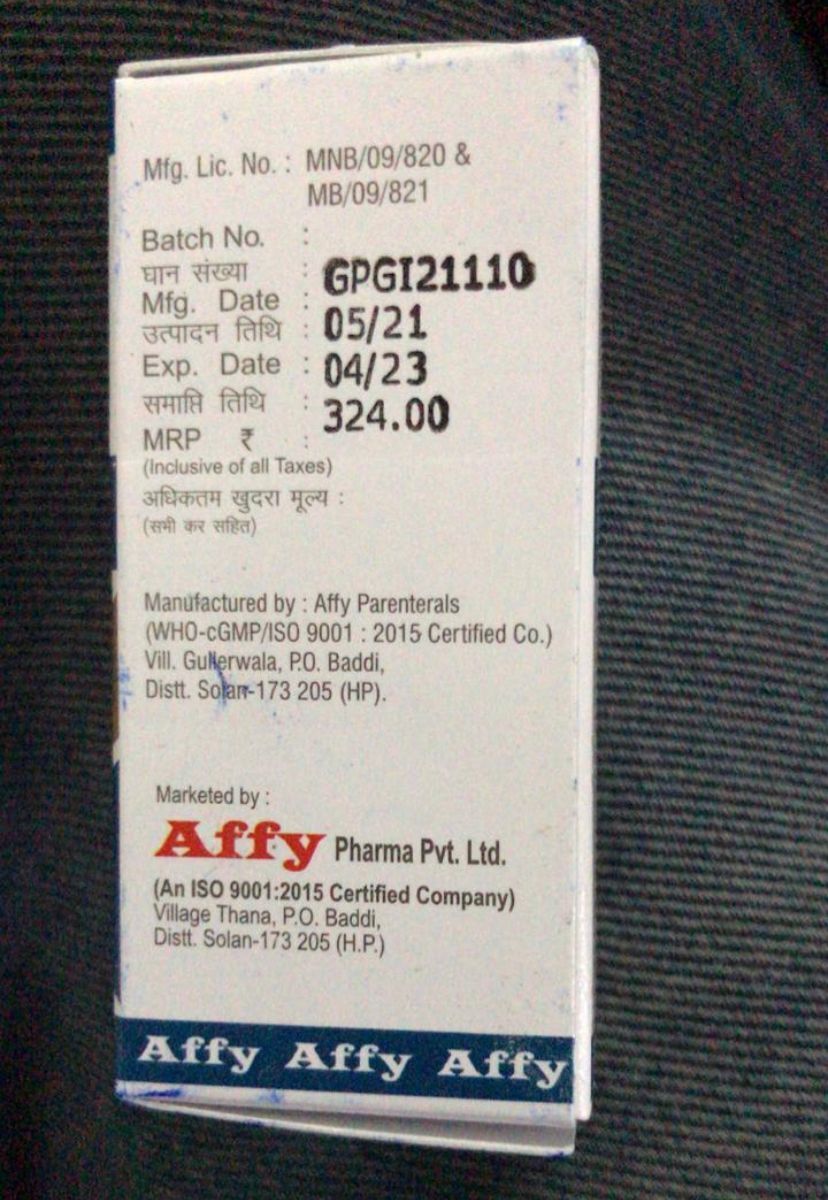 Mfg. Lic. No. : MNB/09/820 &
MB/09/821
Batch No. :
घान संख्या : GPGI21110
Mfg. Date :
उत्पादन तिथि : 05/21
Exp. Date : 04/23
समाप्ति तिथि : 324.00
MRP ₹ :
(Inclusive of all Taxes)
अधिकतम खुदरा मूल्य :
(सभी कर सहित)
Manufactured by : Affy Parenterals
(WHO-cGMP/ISO 9001 : 2015 Certified Co.)
Vill. Gullerwala, P.O. Baddi,
Distt. Solan-173 205 (HP).
Marketed by :
Affy Pharma Pvt. Ltd.
(An ISO 9001:2015 Certified Company)
Village Thana, P.O. Baddi,
Distt. Solan-173 205 (H.P.)
Affy Affy Affy